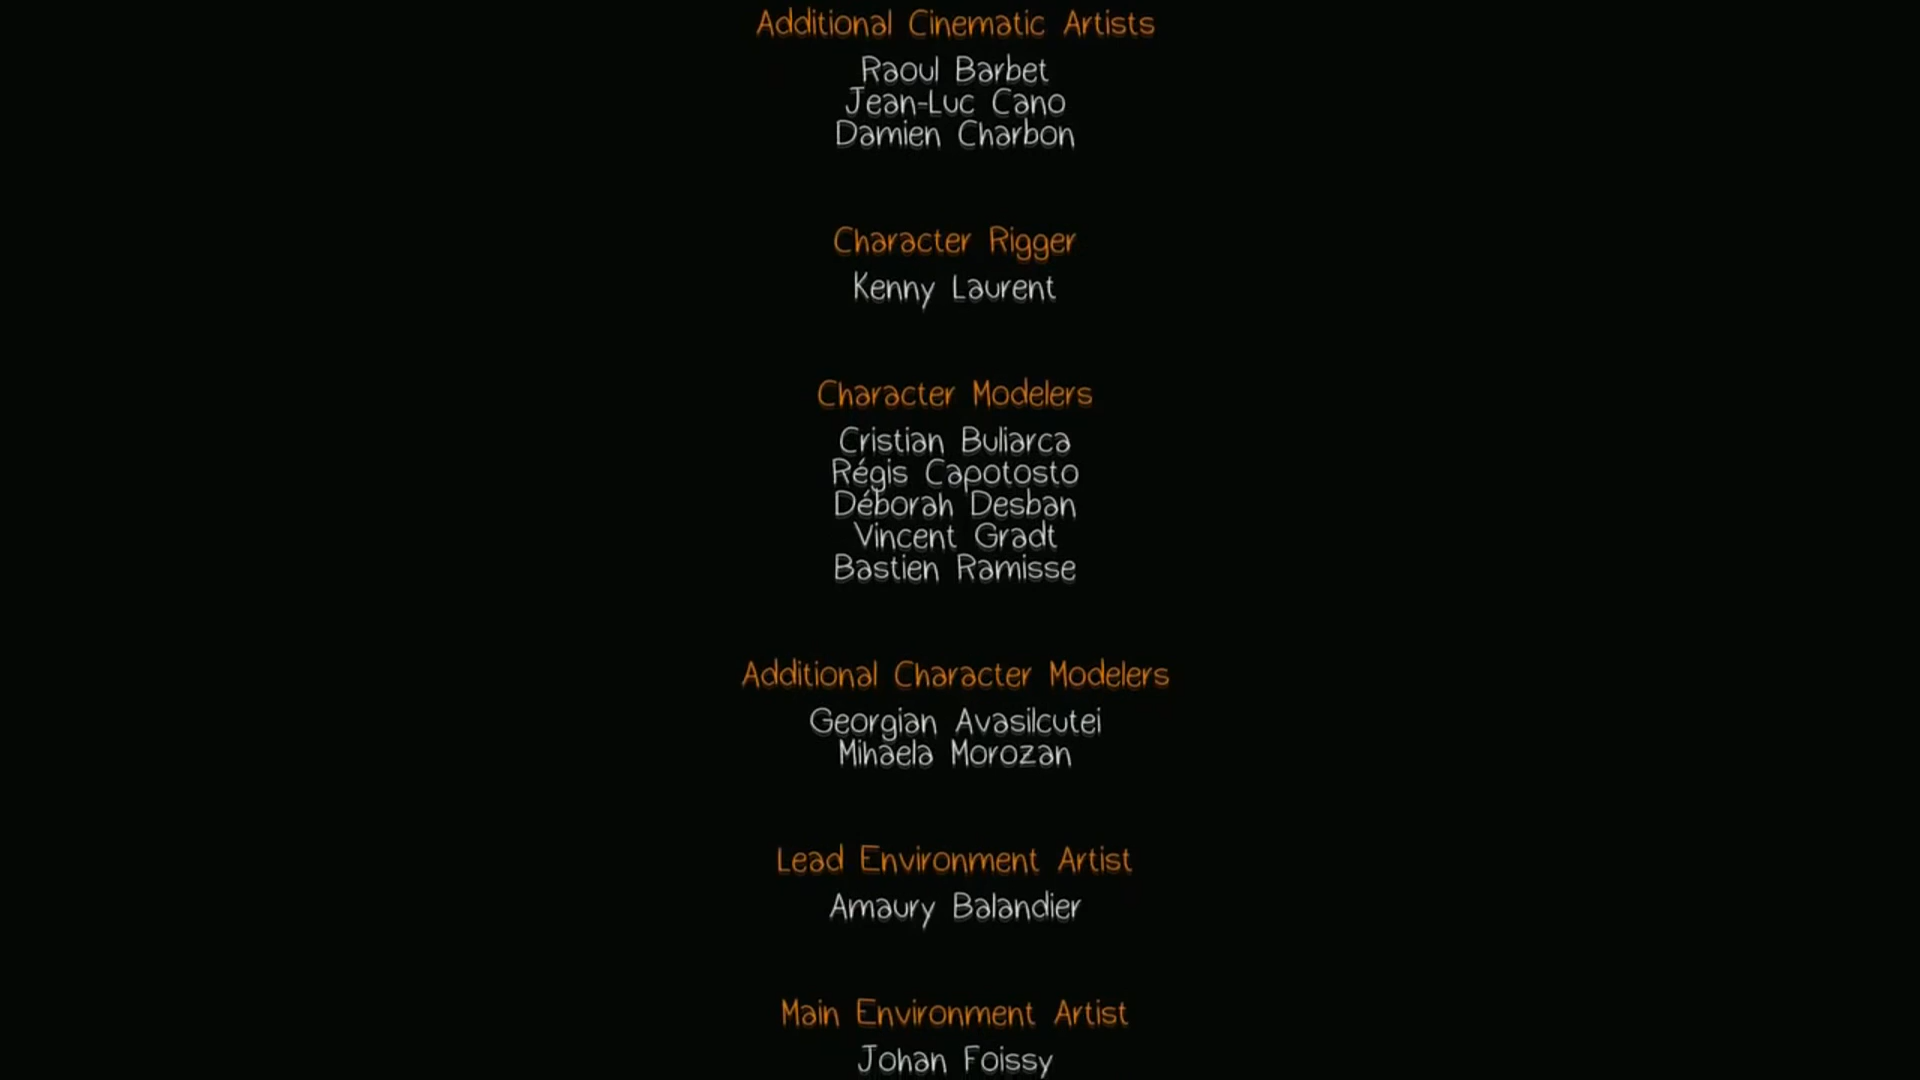 Additional Cinematic Artists
Raoul Barbet
Jean-Luc Cano
Damien Charbon
Character Rigger
Kenny Laurent
Character Modelers
Cristian Buliarca
Régis Capotosto
Déborah Desban
Vincent Gradt
Bastien Ramisse
Additional Character Modelers
Georgian Avasilcutei
Mihaela Morozan
Lead Environment Artist
Amaury Balandier
Main Environment Artist
Johan Foissy